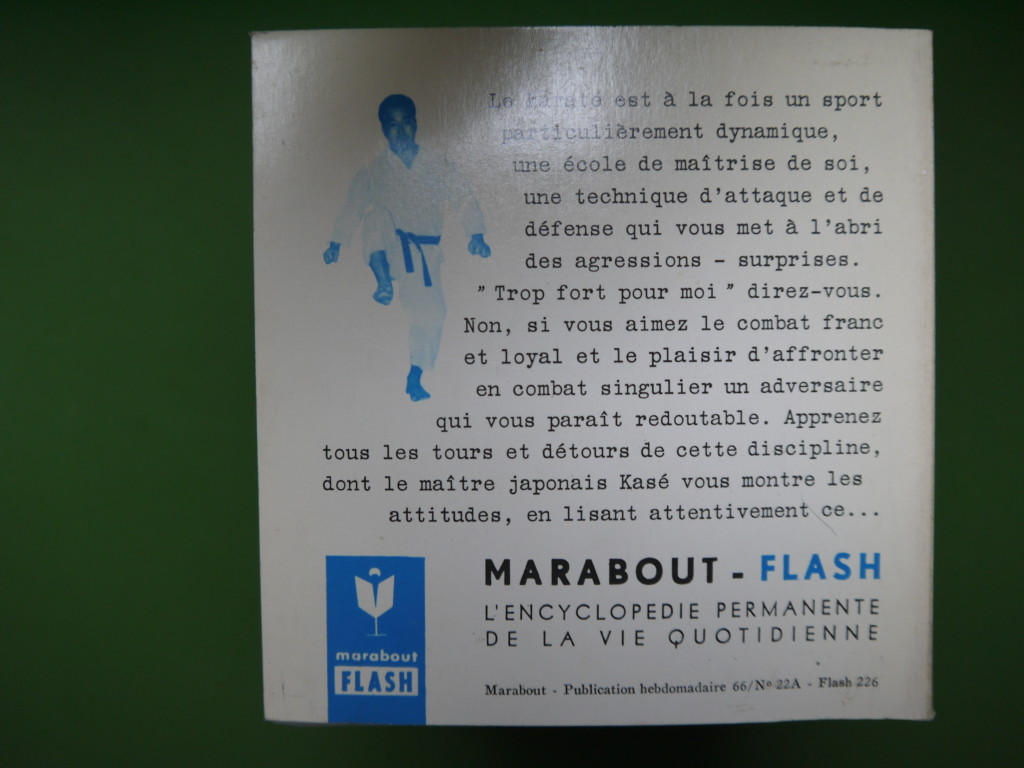 Le karaté est à la fois un sport
particulièrement dynamique,
une école de maîtrise de soi,
une technique d'attaque et de
défense qui vous met à l'abri
des agressions - surprises.
" Trop fort pour moi " direz-vous.
Non, si vous aimez le combat franc
et loyal et le plaisir d'affronter
en combat singulier un adversaire
qui vous paraît redoutable. Apprenez
tous les tours et détours de cette discipline,
dont le maître japonais Kasé vous montre les
attitudes, en lisant attentivement ce...
MARABOUT - FLASH
L'ENCYCLOPEDIE PERMANENTE
DE LA VIE QUOTIDIENNE
marabout
FLASH
Marabout - Publication hebdomadaire 66/Nº 22A - Flash 226